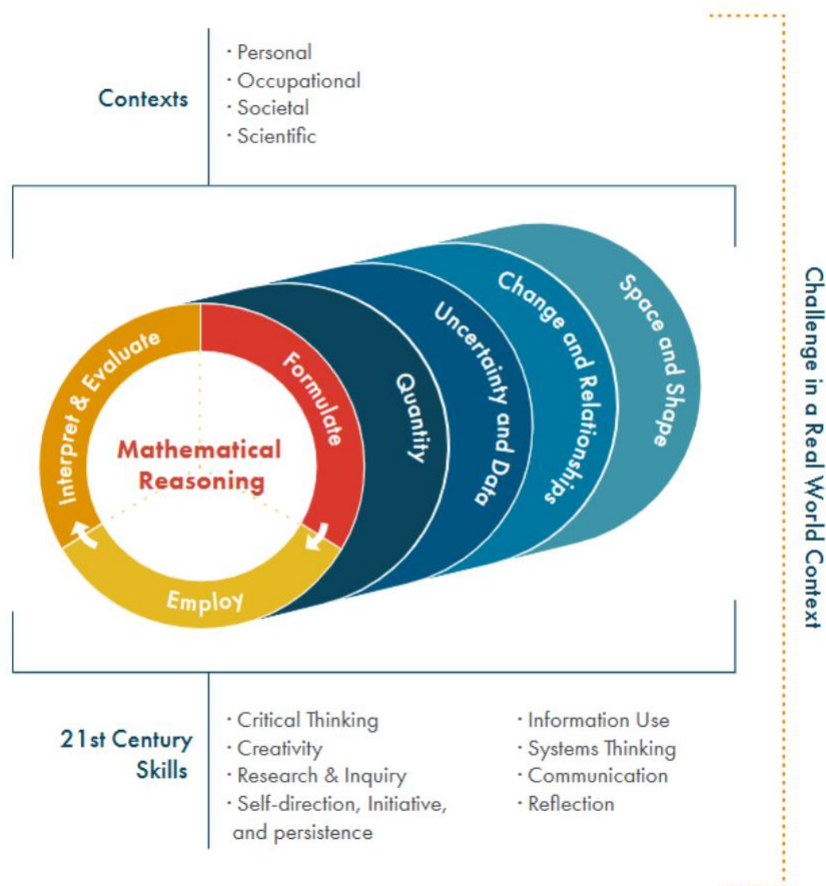 Contexts
· Personal
· Occupational
· Societal
· Scientific
Interpret & Evaluate
Formulate
Mathematical
Reasoning
Employ
Quantity
Uncertainty and Data
Change and Relationships
Space and Shape
Challenge in a Real World Context
21st Century
Skills
· Critical Thinking
· Creativity
· Research & Inquiry
· Self-direction, Initiative,
and persistence
· Information Use
· Systems Thinking
· Communication
· Reflection